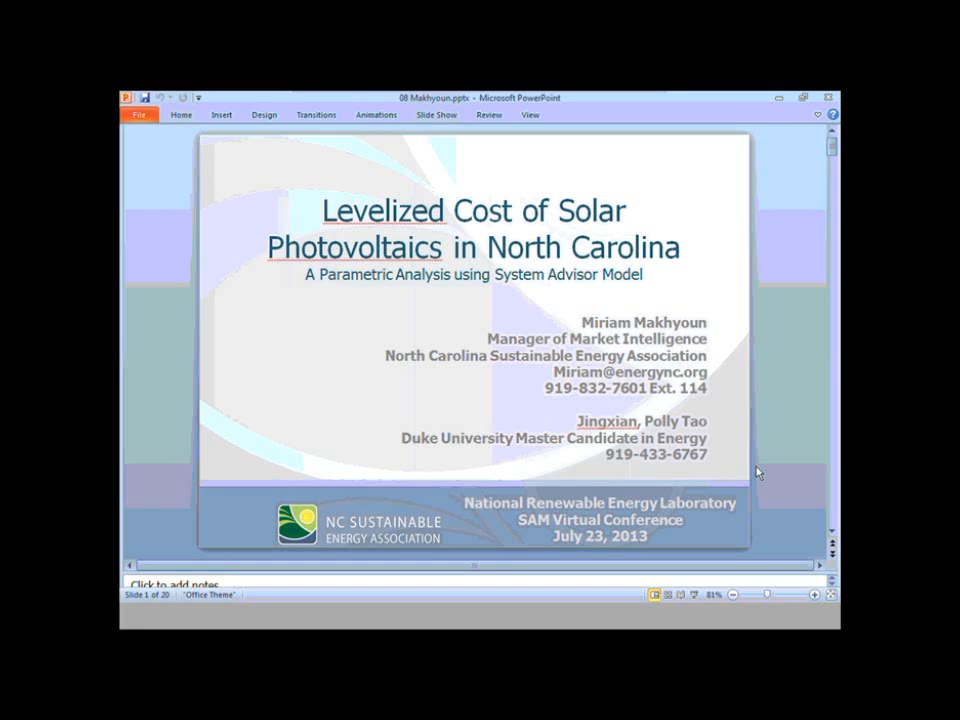 08 Makhyoun.pptx - Microsoft PowerPoint
File Home Insert Design Transitions Animations Slide Show Review View
Levelized Cost of Solar
Photovoltaics in North Carolina
A Parametric Analysis using System Advisor Model
Miriam Makhyoun
Manager of Market Intelligence
North Carolina Sustainable Energy Association
Miriam@energync.org
919-832-7601 Ext. 114
Jingxian, Polly Tao
Duke University Master Candidate in Energy
919-433-6767
NC SUSTAINABLE
ENERGY ASSOCIATION
National Renewable Energy Laboratory
SAM Virtual Conference
July 23, 2013
Click to add notes
Slide 1 of 20 "Office Theme" 81%